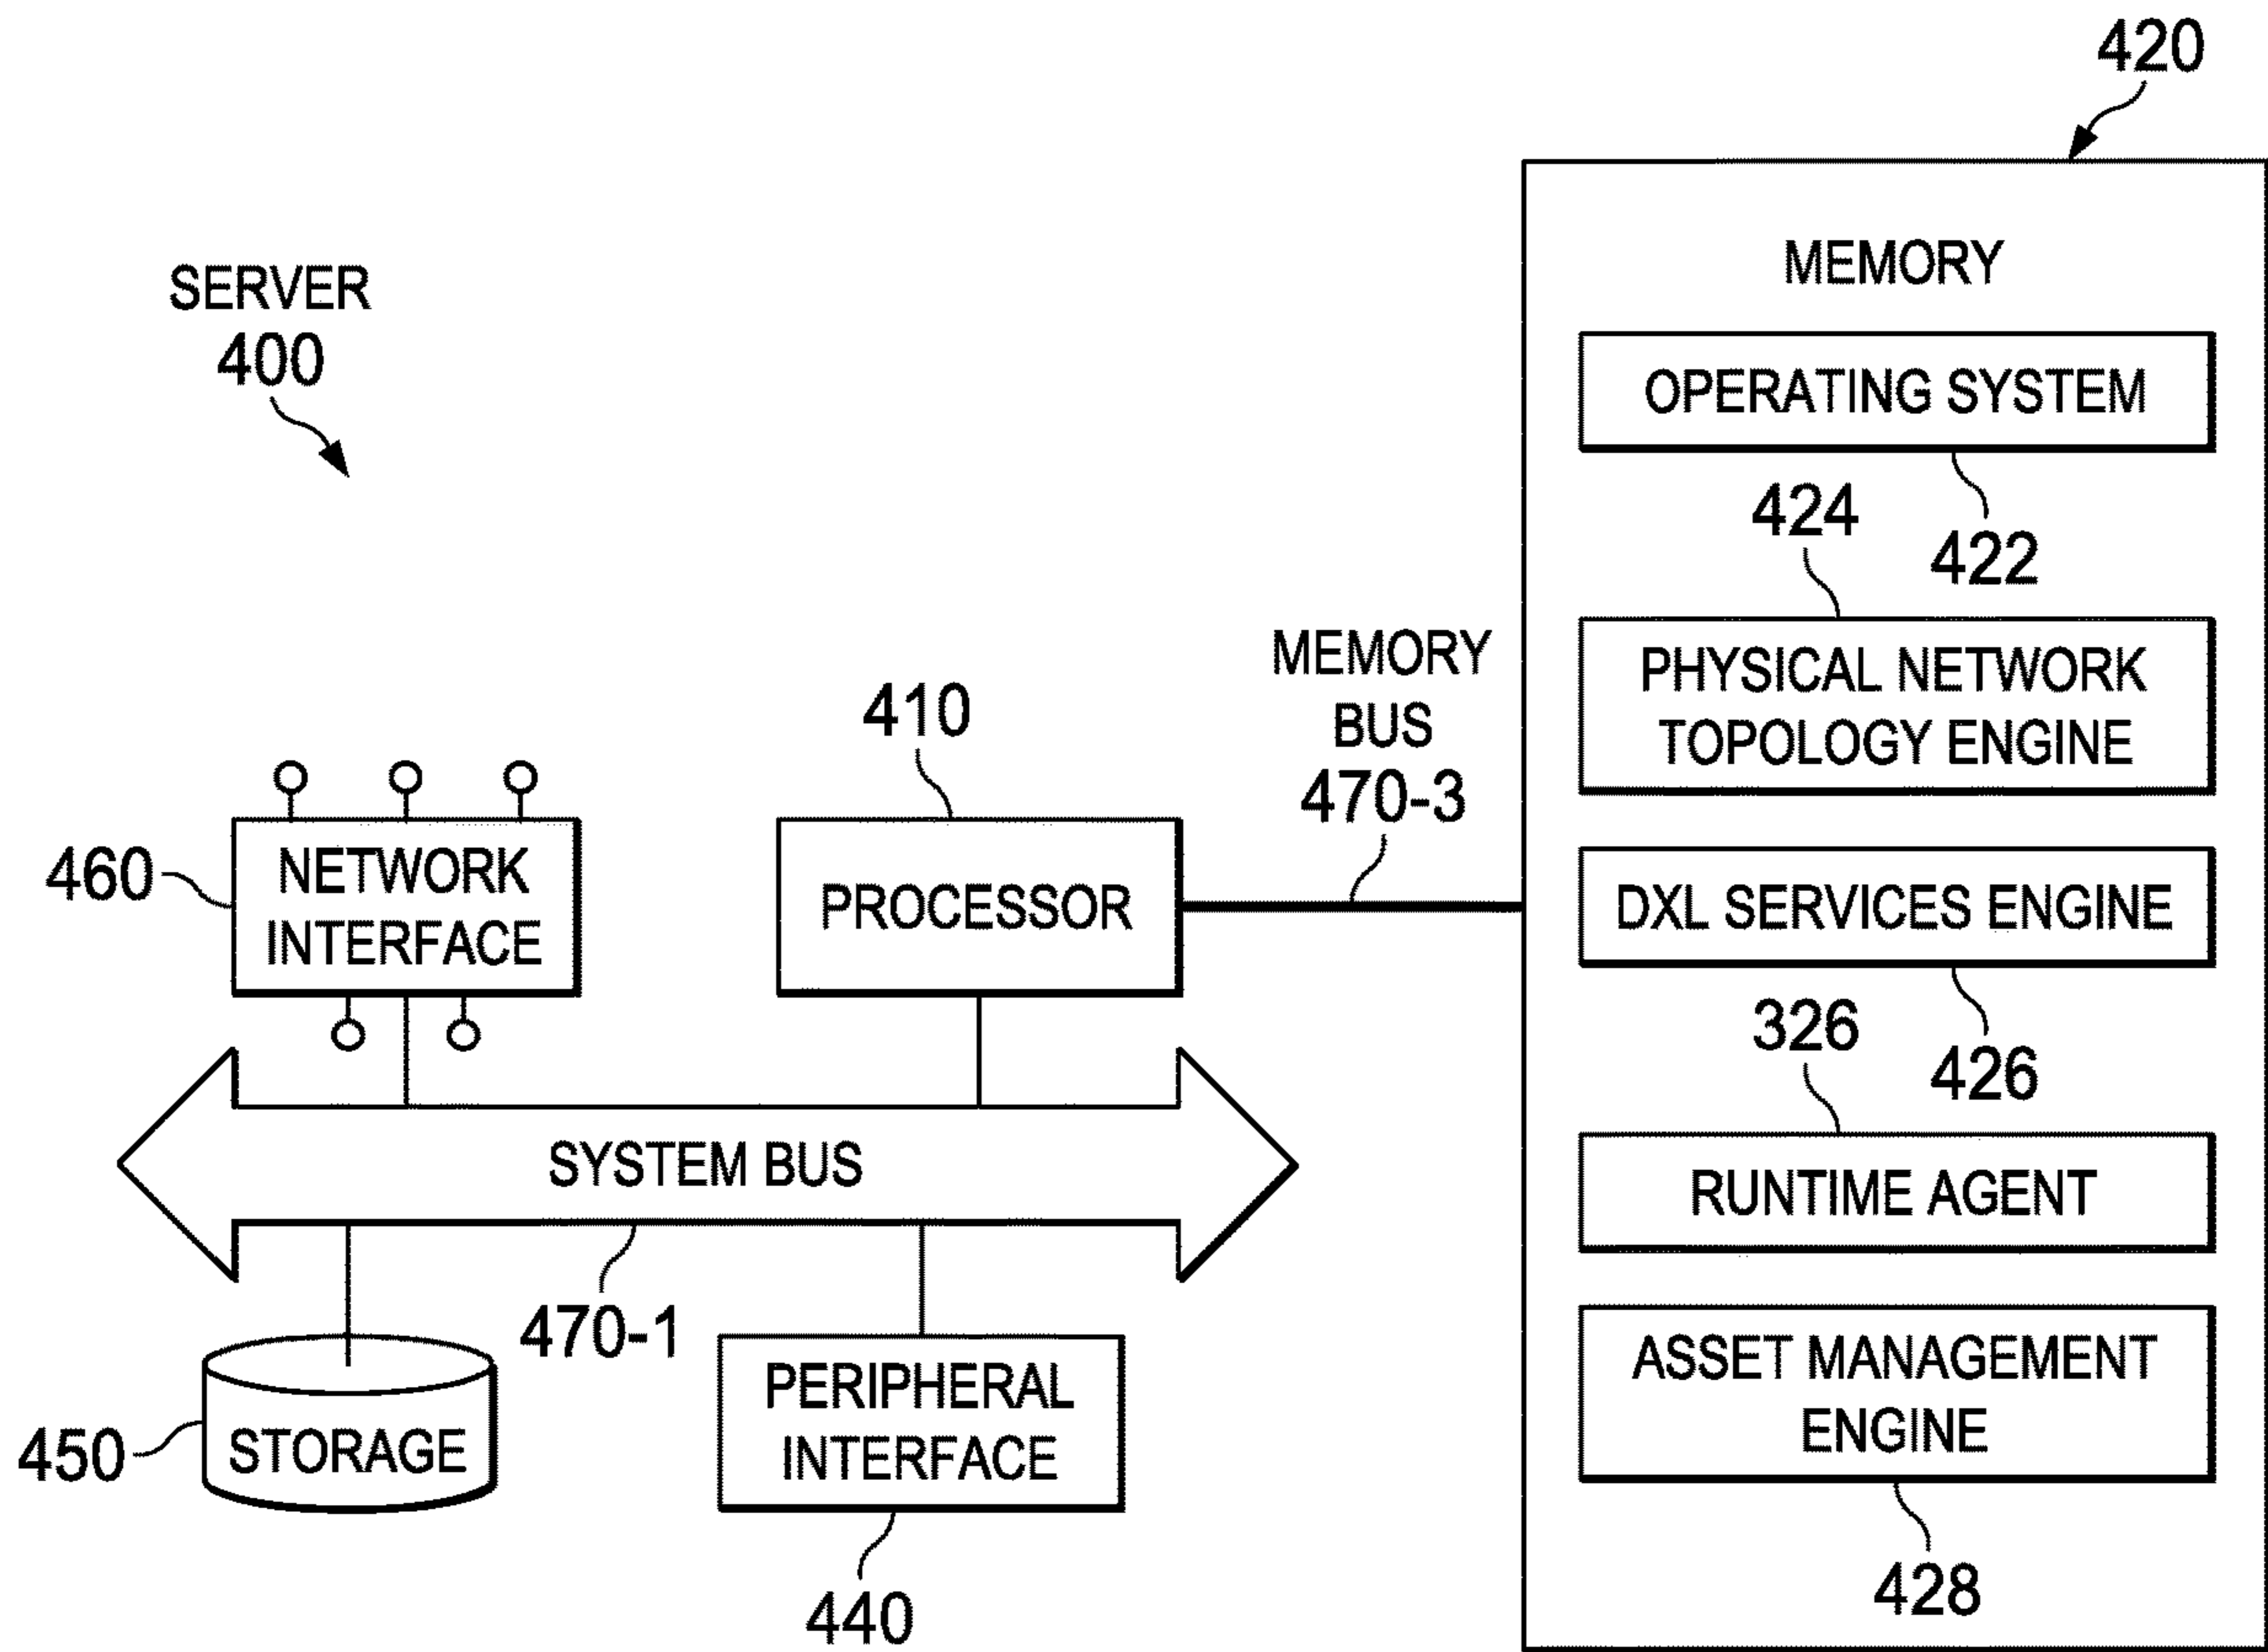 420
SERVER
400
MEMORY
OPERATING SYSTEM
424
422
MEMORY
BUS
470-3
PHYSICAL NETWORK
TOPOLOGY ENGINE
410
460
NETWORK
INTERFACE
PROCESSOR
DXL SERVICES ENGINE
326
426
SYSTEM BUS
RUNTIME AGENT
470-1
450
STORAGE
PERIPHERAL
INTERFACE
440
ASSET MANAGEMENT
ENGINE
428